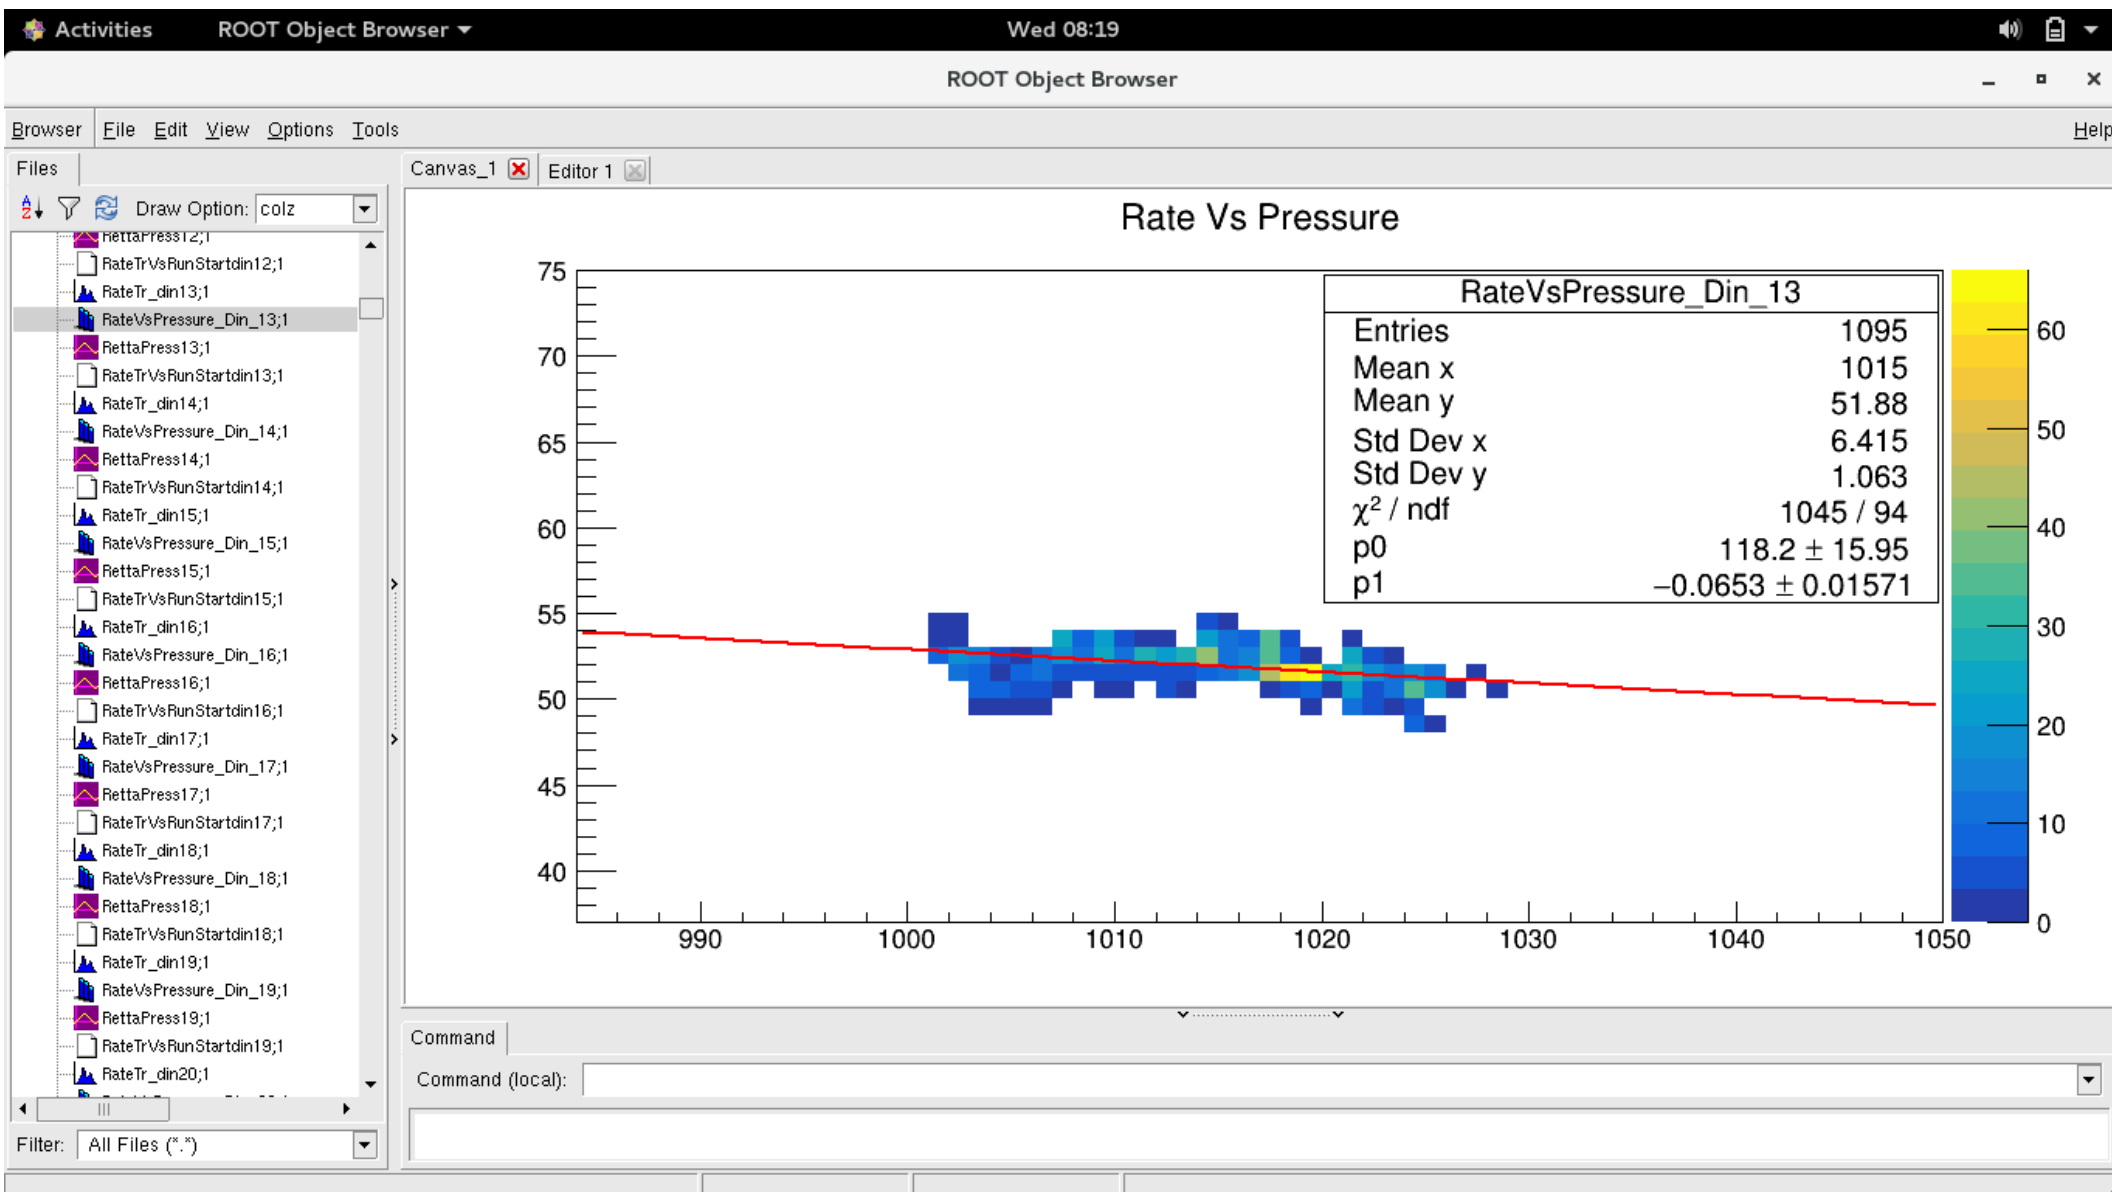 Activities ROOT Object Browser Wed 08:19
ROOT Object Browser
Browser File Edit View Options Tools Help
Files
Draw Option: colz
RettaPress12;1
RateTrVsRunStartdin12;1
RateTr_din13;1
RateVsPressure_Din_13;1
RettaPress13;1
RateTrVsRunStartdin13;1
RateTr_din14;1
RateVsPressure_Din_14;1
RettaPress14;1
RateTrVsRunStartdin14;1
RateTr_din15;1
RateVsPressure_Din_15;1
RettaPress15;1
RateTrVsRunStartdin15;1
RateTr_din16;1
RateVsPressure_Din_16;1
RettaPress16;1
RateTrVsRunStartdin16;1
RateTr_din17;1
RateVsPressure_Din_17;1
RettaPress17;1
RateTrVsRunStartdin17;1
RateTr_din18;1
RateVsPressure_Din_18;1
RettaPress18;1
RateTrVsRunStartdin18;1
RateTr_din19;1
RateVsPressure_Din_19;1
RettaPress19;1
RateTrVsRunStartdin19;1
RateTr_din20;1
Filter: All Files (*.*)
Canvas_1 Editor 1
Rate Vs Pressure
75
70
65
60
55
50
45
40
990 1000 1010 1020 1030 1040 1050
RateVsPressure_Din_13
Entries 1095
Mean x 1015
Mean y 51.88
Std Dev x 6.415
Std Dev y 1.063
χ² / ndf 1045 / 94
p0 118.2 ± 15.95
p1 −0.0653 ± 0.01571
60
50
40
30
20
10
0
Command
Command (local):